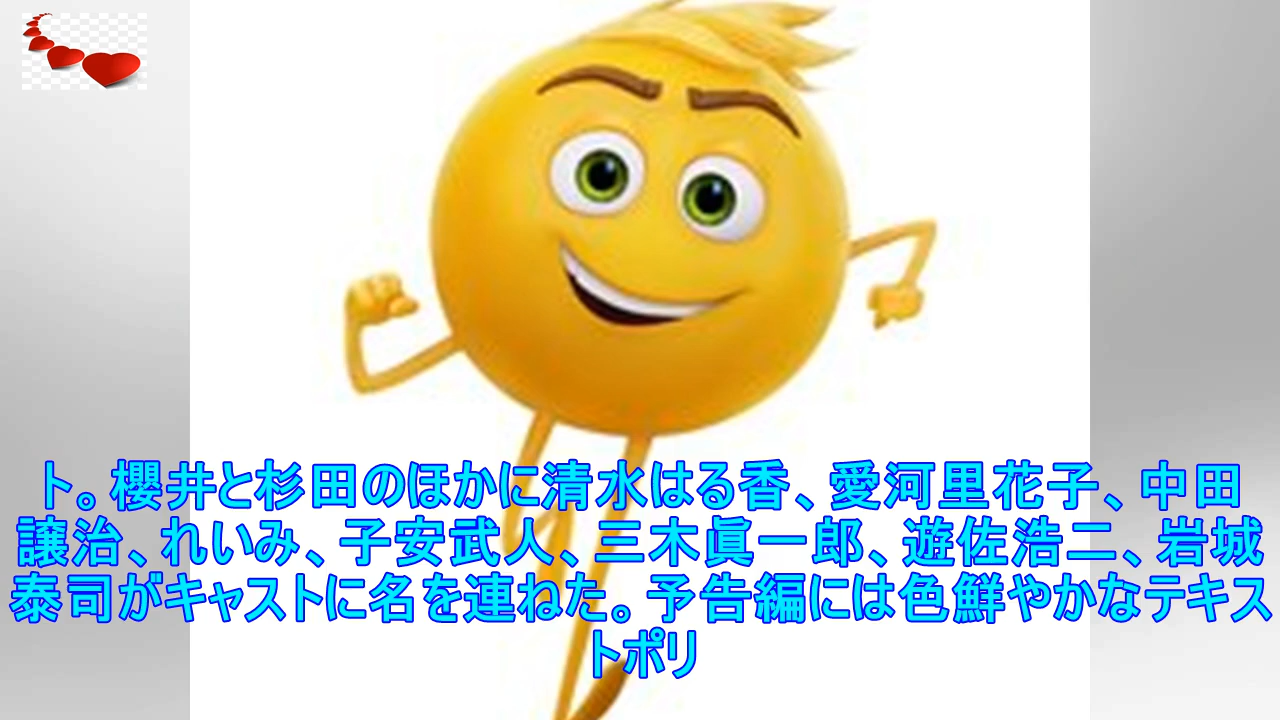 ト。櫻井と杉田のほかに清水はる香、愛河里花子、中田
譲治、れいみ、子安武人、三木眞一郎、遊佐浩二、岩城
泰司がキャストに名を連ねた。予告編には色鮮やかなテキス
トポリ